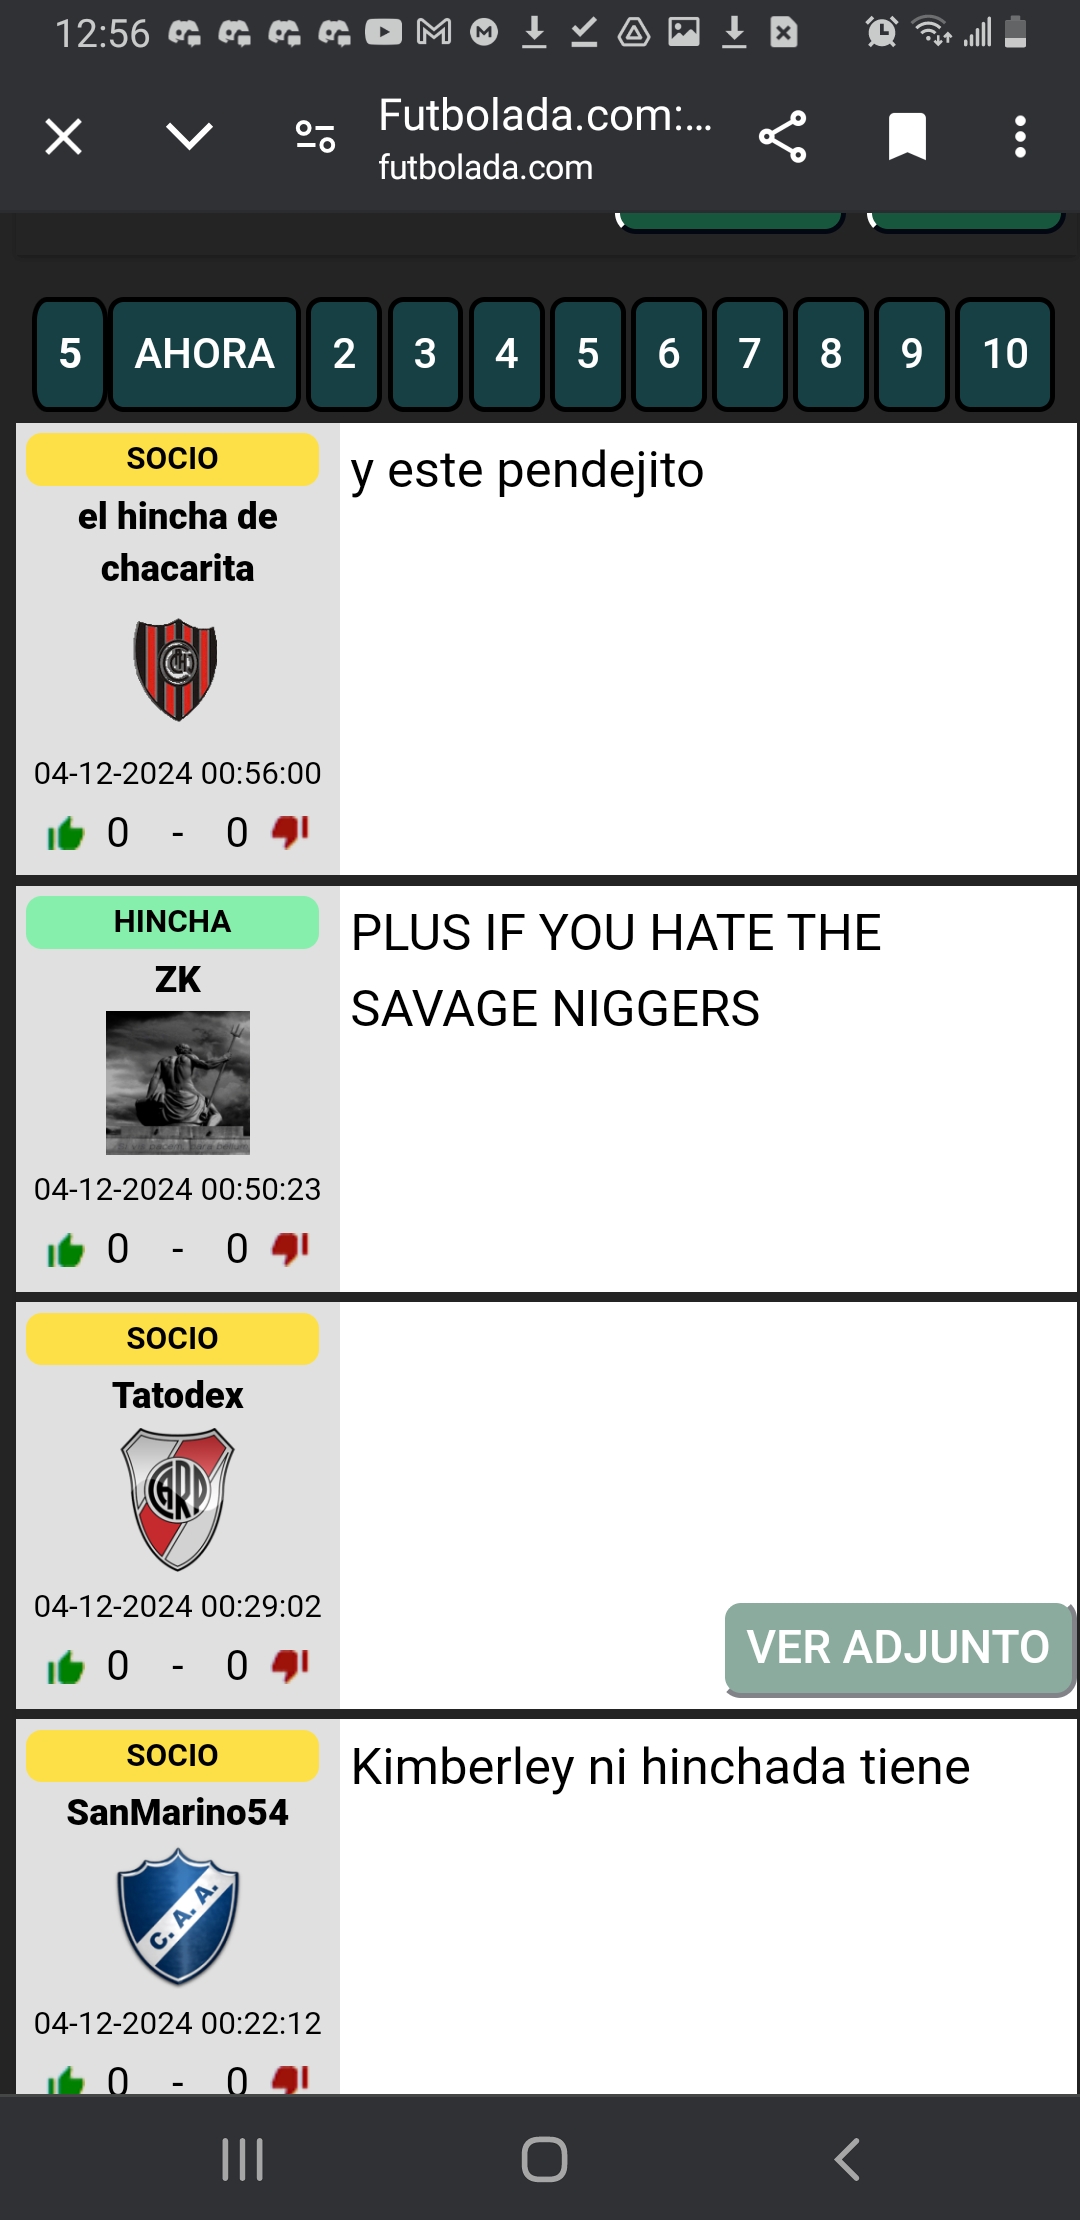 12:56
Futbolada.com:...
futbolada.com
5 AHORA 2 3 4 5 6 7 8 9 10
SOCIO
el hincha de
chacarita
04-12-2024 00:56:00
0 - 0
y este pendejito
HINCHA
ZK
04-12-2024 00:50:23
0 - 0
PLUS IF YOU HATE THE
SAVAGE NIGGERS
SOCIO
Tatodex
CARP
04-12-2024 00:29:02
0 - 0
VER ADJUNTO
SOCIO
SanMarino54
C. A. A.
04-12-2024 00:22:12
0 - 0
Kimberley ni hinchada tiene